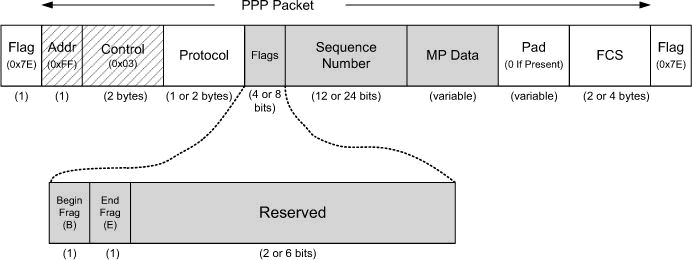 PPP Packet
Flag
(0x7E)
Addr
(0xFF)
Control
(0x03)
Protocol
Flags
Sequence
Number
MP Data
Pad
(0 If Present)
FCS
Flag
(0x7E)
(1)
(1)
(2 bytes)
(1 or 2 bytes)
(4 or 8
bits)
(12 or 24 bits)
(variable)
(variable)
(2 or 4 bytes)
(1)
Begin
Frag
(B)
End
Frag
(E)
Reserved
(1)
(1)
(2 or 6 bits)